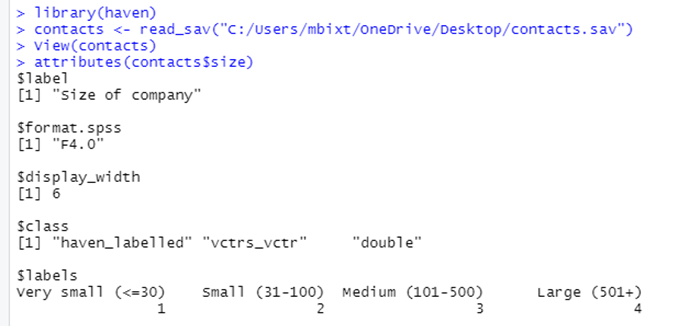 > library(haven)
> contacts <- read_sav("C:/Users/mbixt/OneDrive/Desktop/contacts.sav")
> View(contacts)
> attributes(contacts$size)
$label
[1] "Size of company"
$format.spss
[1] "F4.0"
$display_width
[1] 6
$class
[1] "haven_labelled" "vctrs_vctr"     "double"
$labels
Very small (<=30)    Small (31-100)  Medium (101-500)      Large (501+)
                1                 2                 3                 4